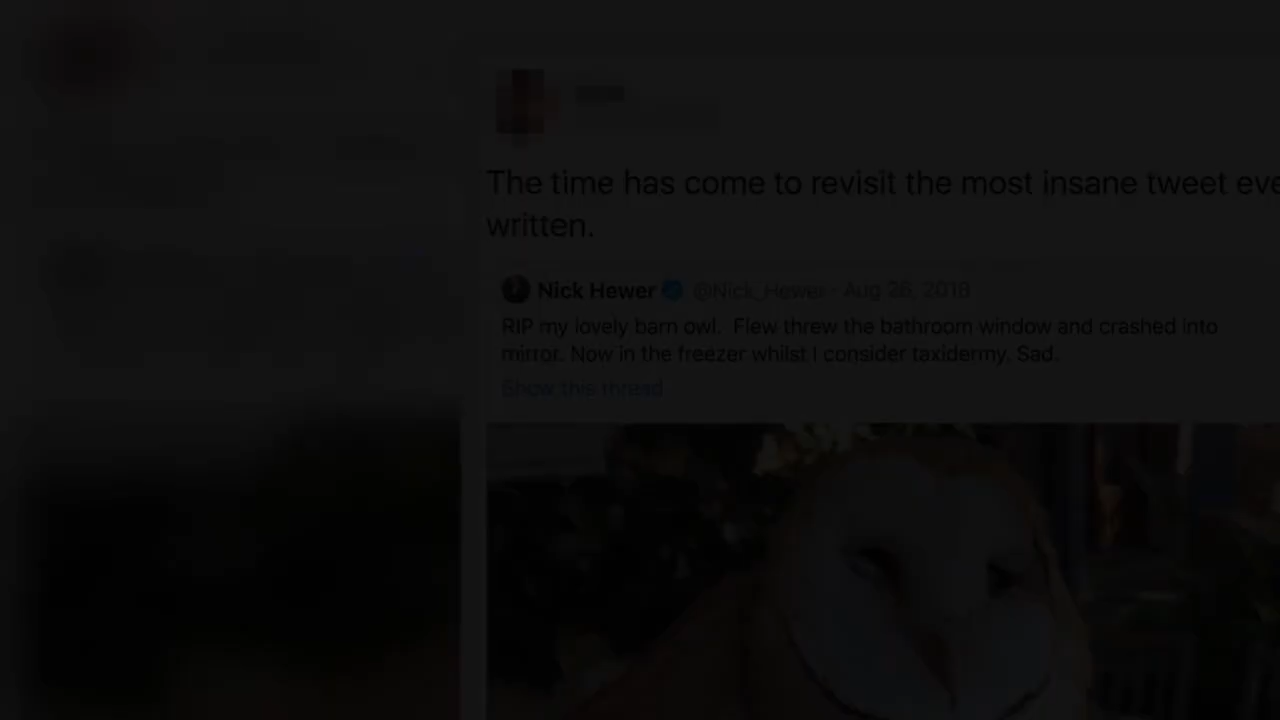 The time has come to revisit the most insane tweet eve
written.
Nick Hewer @Nick_Hewer · Aug 26, 2018
RIP my lovely barn owl. Flew threw the bathroom window and crashed into
mirror. Now in the freezer whilst I consider taxidermy. Sad.
Show this thread